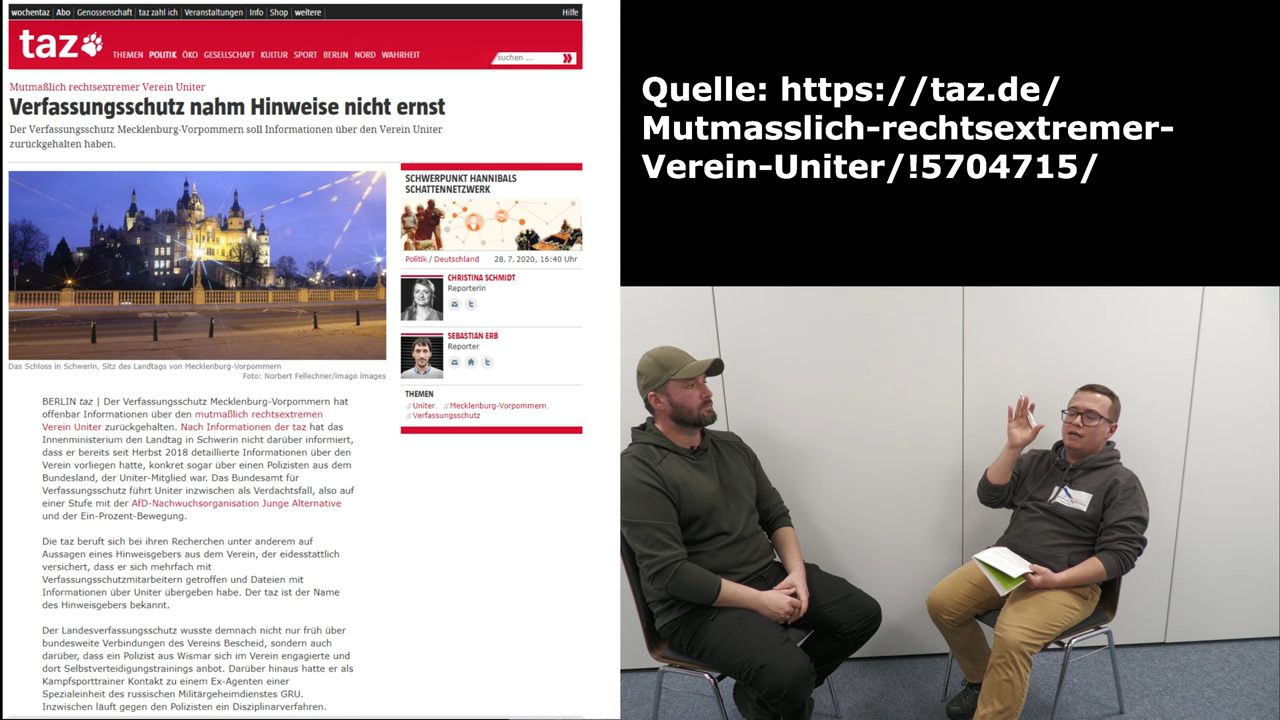 wochentaz Abo Genossenschaft taz zahl ich Veranstaltungen Info Shop weitere Hilfe
taz
THEMEN POLITIK ÖKO GESELLSCHAFT KULTUR SPORT BERLIN NORD WAHRHEIT
suchen ...
Mutmaßlich rechtsextremer Verein Uniter
Verfassungsschutz nahm Hinweise nicht ernst
Der Verfassungsschutz Mecklenburg-Vorpommern soll Informationen über den Verein Uniter
zurückgehalten haben.
Das Schloss in Schwerin, Sitz des Landtags von Mecklenburg-Vorpommern
Foto: Norbert Fellechner/imago images
BERLIN taz | Der Verfassungsschutz Mecklenburg-Vorpommern hat
offenbar Informationen über den mutmaßlich rechtsextremen
Verein Uniter zurückgehalten. Nach Informationen der taz hat das
Innenministerium den Landtag in Schwerin nicht darüber informiert,
dass er bereits seit Herbst 2018 detaillierte Informationen über den
Verein vorliegen hatte, konkret sogar über einen Polizisten aus dem
Bundesland, der Uniter-Mitglied war. Das Bundesamt für
Verfassungsschutz führt Uniter inzwischen als Verdachtsfall, also auf
einer Stufe mit der AfD-Nachwuchsorganisation Junge Alternative
und der Ein-Prozent-Bewegung.
Die taz beruft sich bei ihren Recherchen unter anderem auf
Aussagen eines Hinweisgebers aus dem Verein, der eidesstattlich
versichert, dass er sich mehrfach mit
Verfassungsschutzmitarbeitern getroffen und Dateien mit
Informationen über Uniter übergeben habe. Der taz ist der Name
des Hinweisgebers bekannt.
Der Landesverfassungsschutz wusste demnach nicht nur früh über
bundesweite Verbindungen des Vereins Bescheid, sondern auch
darüber, dass ein Polizist aus Wismar sich im Verein engagierte und
dort Selbstverteidigungstrainings anbot. Darüber hinaus hatte er als
Kampfsporttrainer Kontakt zu einem Ex-Agenten einer
Spezialeinheit des russischen Militärgeheimdienstes GRU.
Inzwischen läuft gegen den Polizisten ein Disziplinarverfahren.
SCHWERPUNKT HANNIBALS
SCHATTENNETZWERK
Politik / Deutschland 28. 7. 2020, 16:40 Uhr
CHRISTINA SCHMIDT
Reporterin
SEBASTIAN ERB
Reporter
THEMEN
#Uniter, #Mecklenburg-Vorpommern,
#Verfassungsschutz
Quelle: https://taz.de/
Mutmasslich-rechtsextremer-
Verein-Uniter/!5704715/